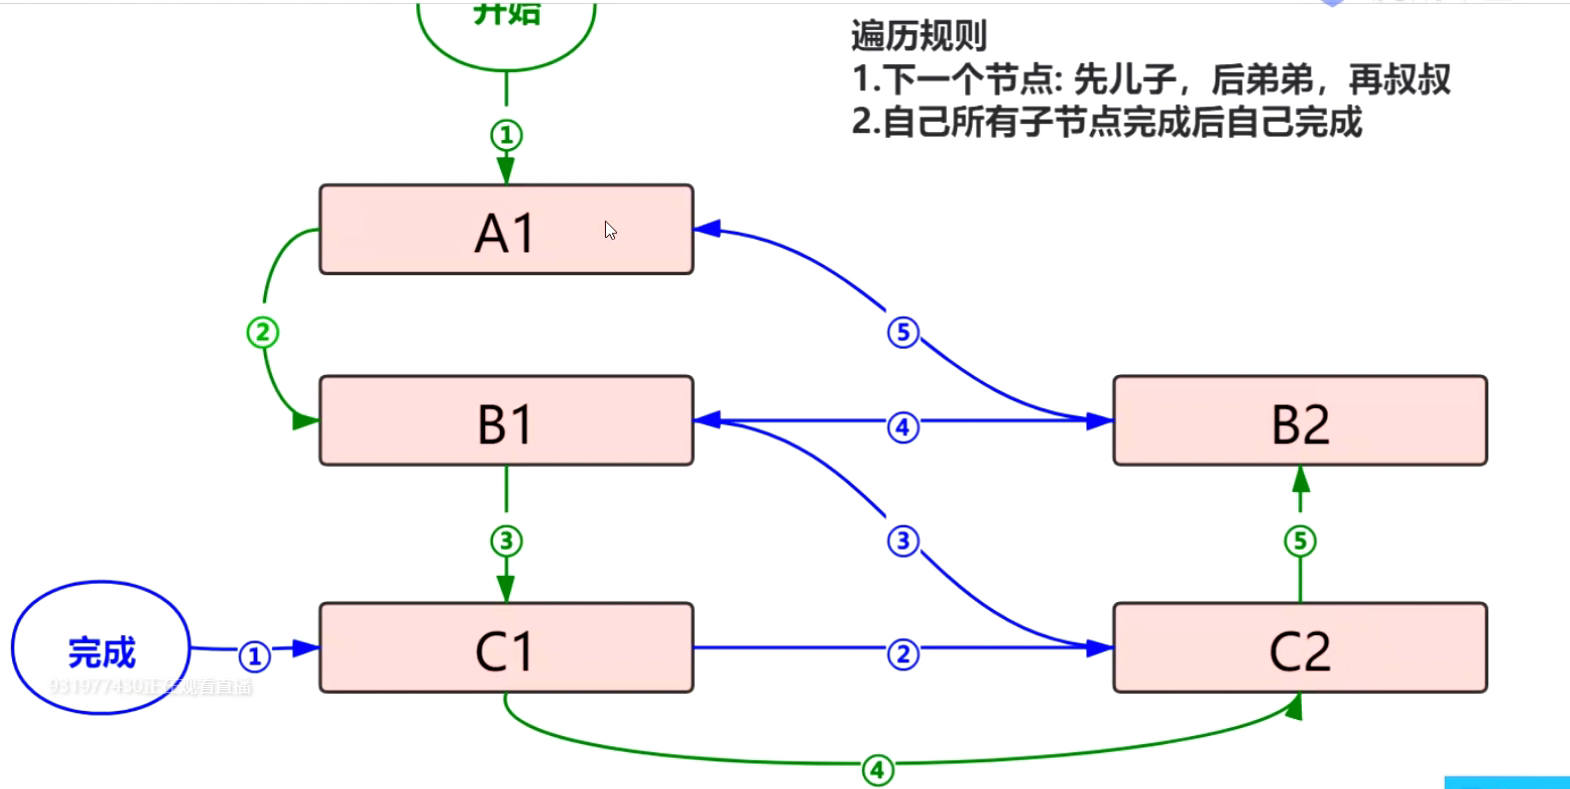 开始
遍历规则
1.下一个节点: 先儿子，后弟弟，再叔叔
2.自己所有子节点完成后自己完成
①
A1
②
⑤
B1
④
B2
③
③
⑤
完成
①
C1
②
C2
931977430正在观看直播
④